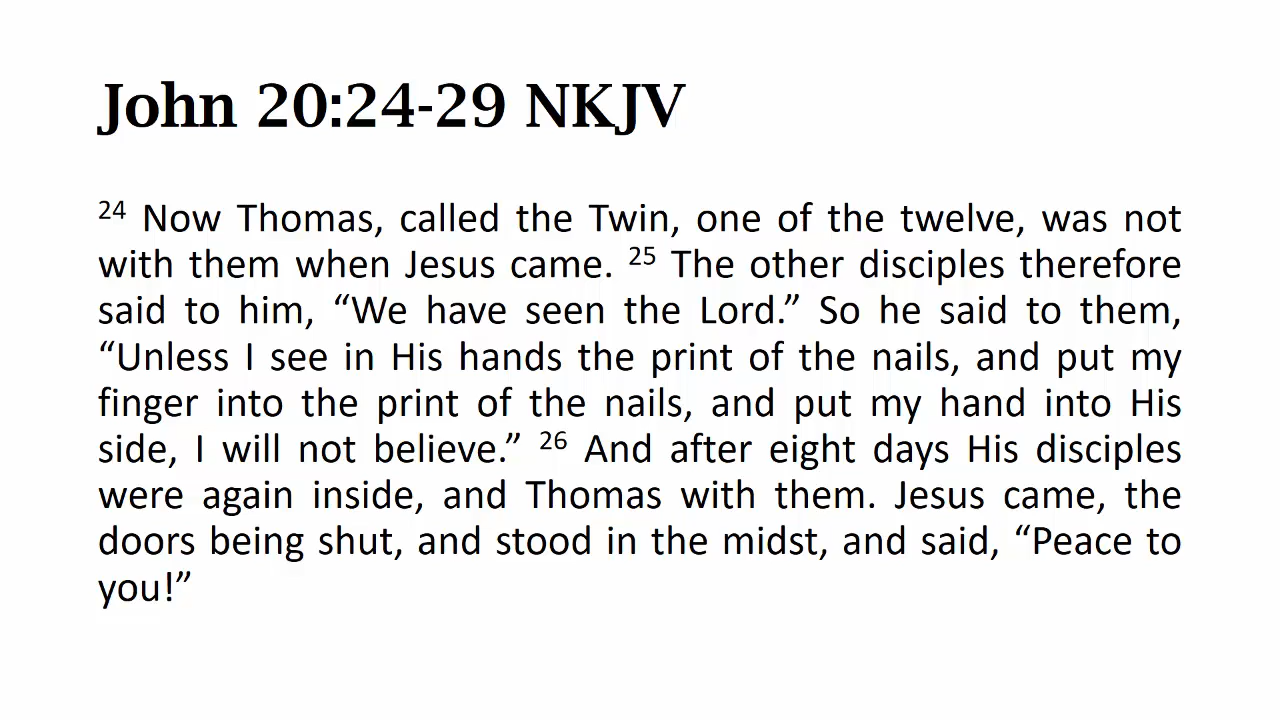 John 20:24-29 NKJV
24 Now Thomas, called the Twin, one of the twelve, was not
with them when Jesus came. 25 The other disciples therefore
said to him, “We have seen the Lord.” So he said to them,
“Unless I see in His hands the print of the nails, and put my
finger into the print of the nails, and put my hand into His
side, I will not believe.” 26 And after eight days His disciples
were again inside, and Thomas with them. Jesus came, the
doors being shut, and stood in the midst, and said, “Peace to
you!”